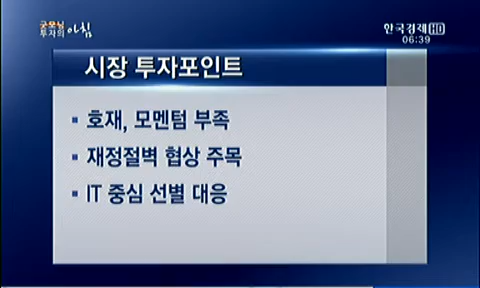 굿모닝
투자의 아침
한국경제 HD
06:39
시장 투자포인트
▪ 호재, 모멘텀 부족
▪ 재정절벽 협상 주목
▪ IT 중심 선별 대응